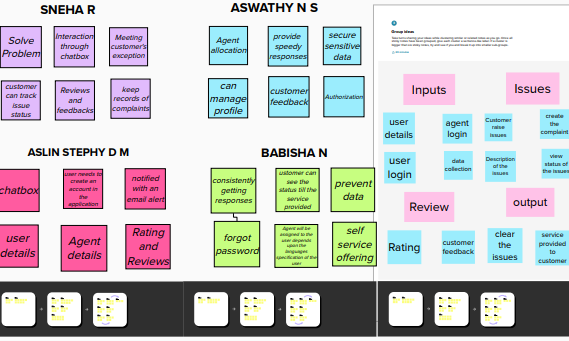 SNEHA R
Solve
Problem
Interaction
through
chatbox
Meeting
customer's
exception
customer
can track
issue
status
Reviews
and
feedbacks
keep
records of
complaints
ASWATHY N S
Agent
allocation
provide
speedy
responses
secure
sensitive
data
can
manage
profile
customer
feedback
Authorization
ASLIN STEPHY D M
chatbox
user needs to
create an
account in
the
application
notified
with an
email alert
user
details
Agent
details
Rating
and
Reviews
BABISHA N
consistently
getting
responses
ustomer can
see the
status till the
service
provided
prevent
data
forgot
password
Agent will be
assigned to the
user depends
upon the
languages
specification of the
user
self
service
offering
Group ideas
Inputs
Issues
user
details
agent
login
Customer
raise
issues
create
the
complaint
user
login
data
collection
Description
of the
issues
view
status of
the issues
Review
output
Rating
customer
feedback
clear
the
issues
service
provided
to
customer